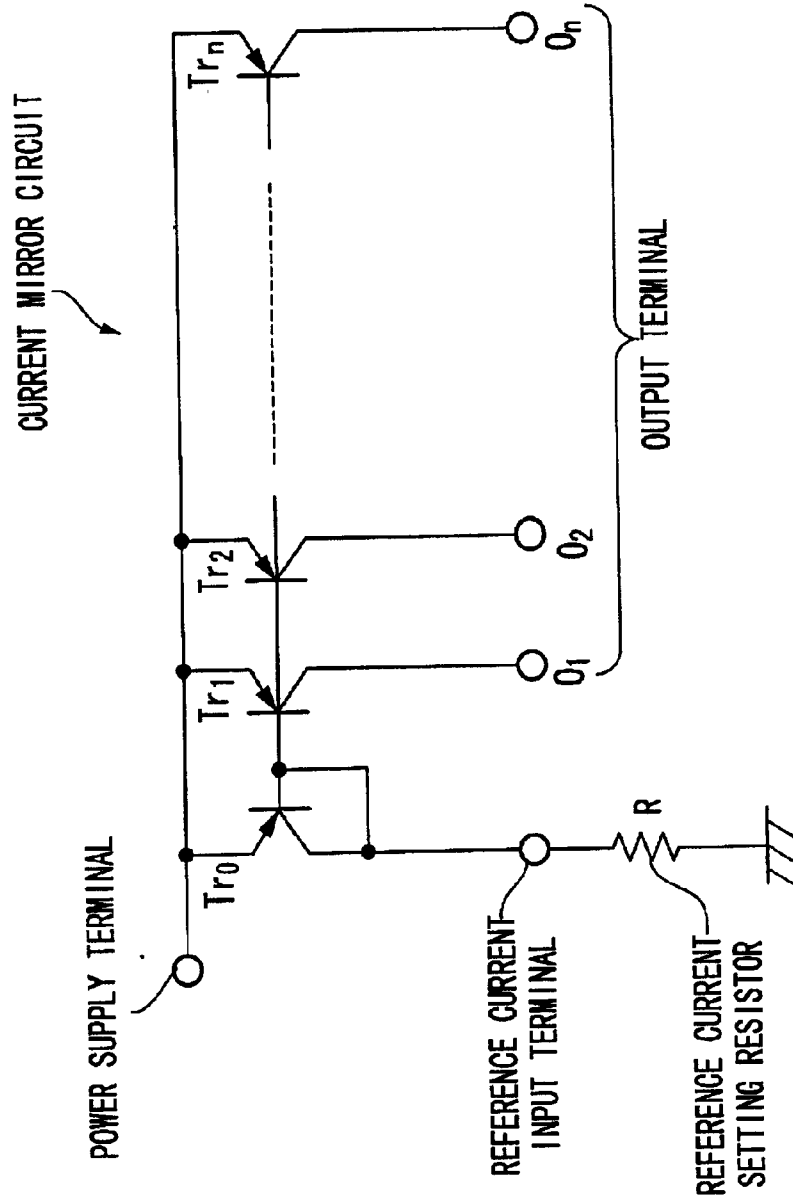 CURRENT MIRROR CIRCUIT
POWER SUPPLY TERMINAL
Tr0
Tr1
Tr2
Trn
O1
O2
On
OUTPUT TERMINAL
REFERENCE CURRENT
INPUT TERMINAL
R
REFERENCE CURRENT
SETTING RESISTOR